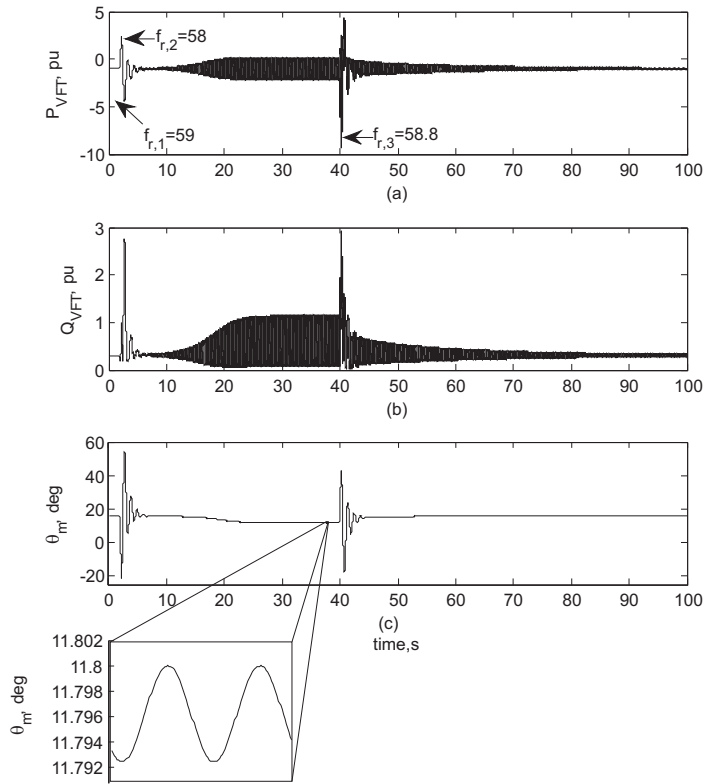 5
0
−5
−10
P_VFT, pu
f_r,2=58
f_r,1=59
f_r,3=58.8
0 10 20 30 40 50 60 70 80 90 100
(a)
3
2
1
0
Q_VFT, pu
0 10 20 30 40 50 60 70 80 90 100
(b)
60
40
20
0
−20
θ_m, deg
0 10 20 30 40 50 60 70 80 90 100
(c)
time,s
11.802
11.8
11.798
11.796
11.794
11.792
θ_m, deg